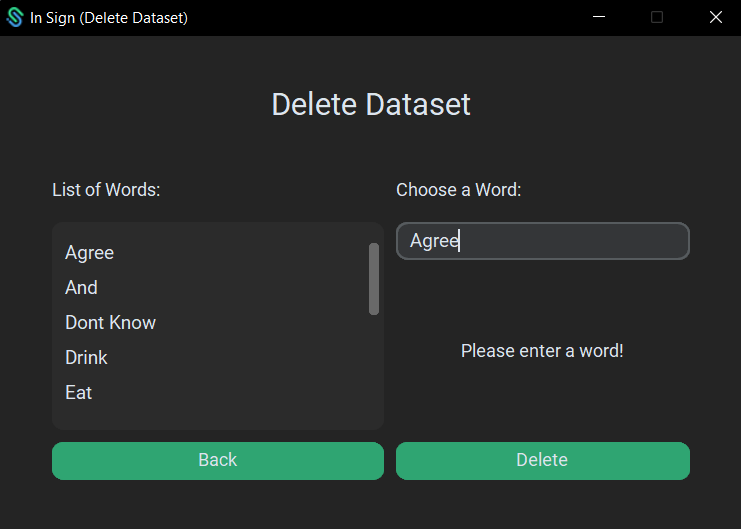 In Sign (Delete Dataset)
Delete Dataset
List of Words:
Agree
And
Dont Know
Drink
Eat
Choose a Word:
Agree
Please enter a word!
Back
Delete